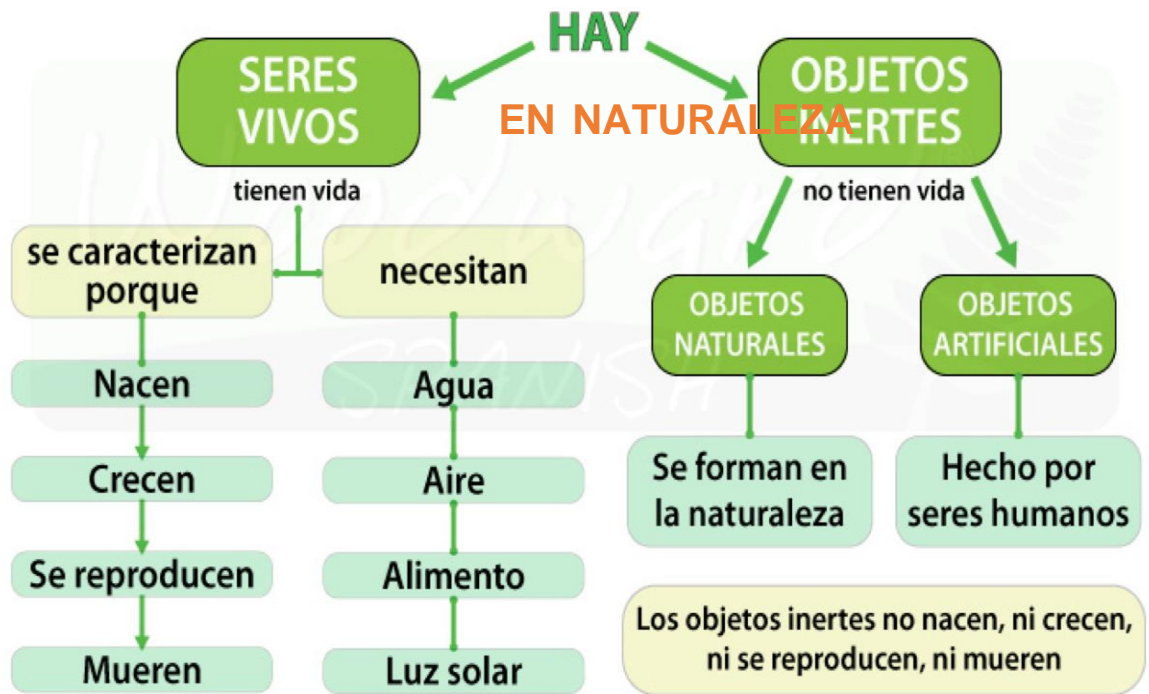 HAY
EN NATURALEZA
SERES
VIVOS
tienen vida
se caracterizan
porque
Nacen
Crecen
Se reproducen
Mueren
necesitan
Agua
Aire
Alimento
Luz solar
OBJETOS
INERTES
no tienen vida
OBJETOS
NATURALES
Se forman en
la naturaleza
OBJETOS
ARTIFICIALES
Hecho por
seres humanos
Los objetos inertes no nacen, ni crecen,
ni se reproducen, ni mueren
Woodward
SPANISH